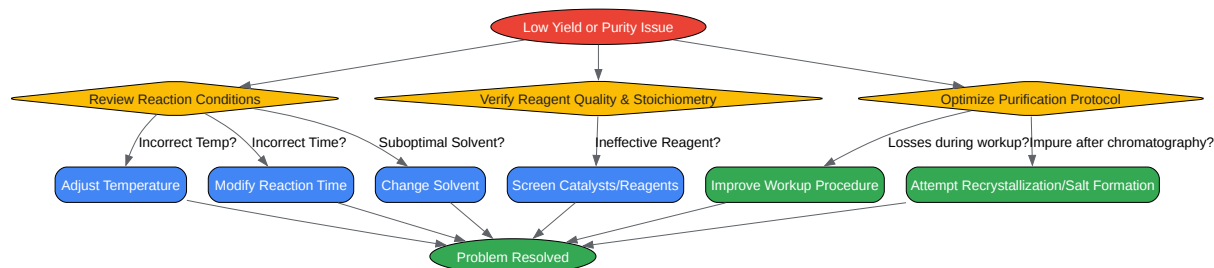 Low Yield or Purity Issue
Review Reaction Conditions
Verify Reagent Quality & Stoichiometry
Optimize Purification Protocol
Incorrect Temp?
Incorrect Time?
Suboptimal Solvent?
Ineffective Reagent?
Losses during workup?
Impure after chromatography?
Adjust Temperature
Modify Reaction Time
Change Solvent
Screen Catalysts/Reagents
Improve Workup Procedure
Attempt Recrystallization/Salt Formation
Problem Resolved